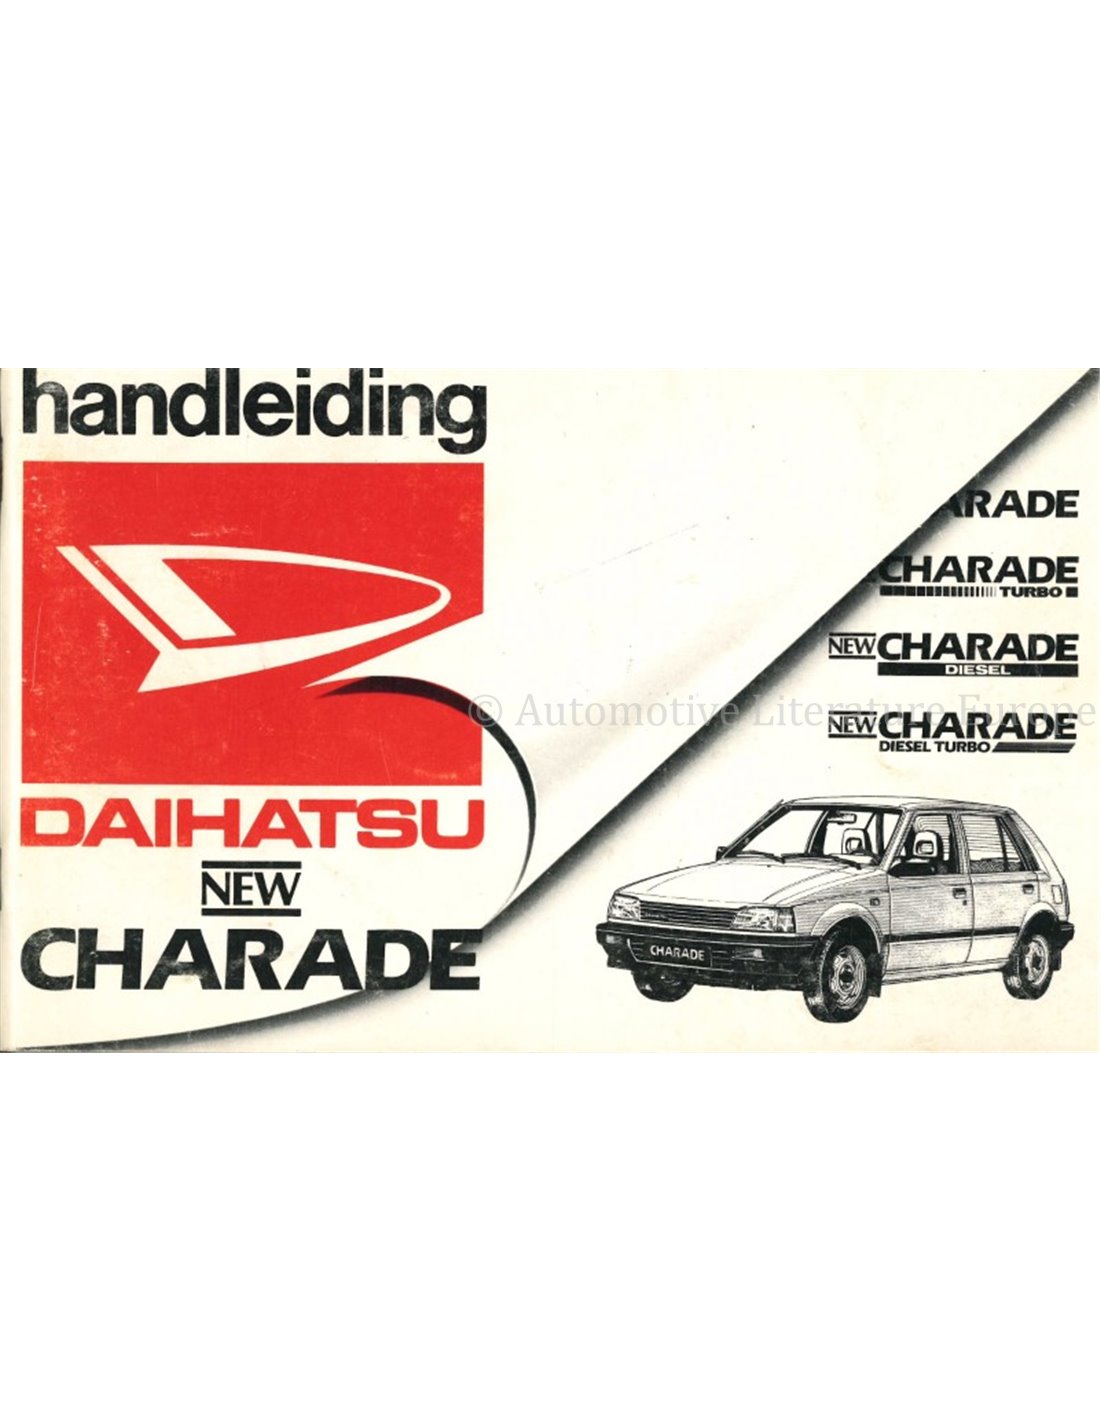 handleiding
DAIHATSU
NEW
CHARADE
ARADE
CHARADE
TURBO
NEW CHARADE
DIESEL
NEW CHARADE
DIESEL TURBO
© Automotive Literature Europe
CHARADE